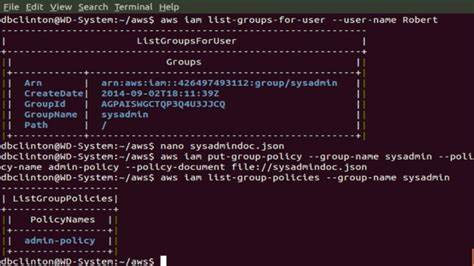 File Edit View Search Terminal Help
dbclinton@WD-System:~/aws$ aws iam list-groups-for-user --user-name Robert
ListGroupsForUser
Groups
Arn | arn:aws:iam::426497493112:group/sysadmin
CreateDate | 2014-09-02T18:11:39Z
GroupId | AGPAISWGCTQP3Q4U3JJCQ
GroupName | sysadmin
Path | /
dbclinton@WD-System:~/aws$ nano sysadmindoc.json
dbclinton@WD-System:~/aws$ aws iam put-group-policy --group-name sysadmin --poli
cy-name admin-policy --policy-document file://sysadmindoc.json
dbclinton@WD-System:~/aws$ aws iam list-group-policies --group-name sysadmin
ListGroupPolicies
PolicyNames
admin-policy
dbclinton@WD-System:~/aws$